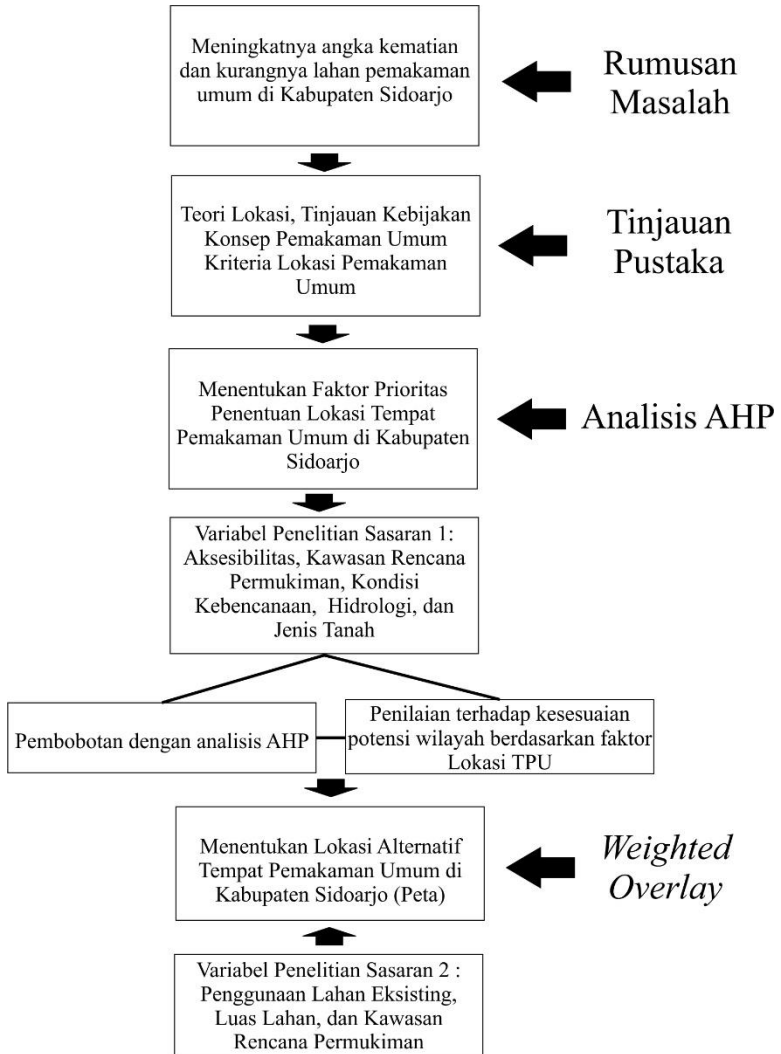 Meningkatnya angka kematian
dan kurangnya lahan pemakaman
umum di Kabupaten Sidoarjo
Rumusan
Masalah
Teori Lokasi, Tinjauan Kebijakan
Konsep Pemakaman Umum
Kriteria Lokasi Pemakaman
Umum
Tinjauan
Pustaka
Menentukan Faktor Prioritas
Penentuan Lokasi Tempat
Pemakaman Umum di Kabupaten
Sidoarjo
Analisis AHP
Variabel Penelitian Sasaran 1:
Aksesibilitas, Kawasan Rencana
Permukiman, Kondisi
Kebencanaan, Hidrologi, dan
Jenis Tanah
Pembobotan dengan analisis AHP
Penilaian terhadap kesesuaian
potensi wilayah berdasarkan faktor
Lokasi TPU
Menentukan Lokasi Alternatif
Tempat Pemakaman Umum di
Kabupaten Sidoarjo (Peta)
Weighted
Overlay
Variabel Penelitian Sasaran 2 :
Penggunaan Lahan Eksisting,
Luas Lahan, dan Kawasan
Rencana Permukiman